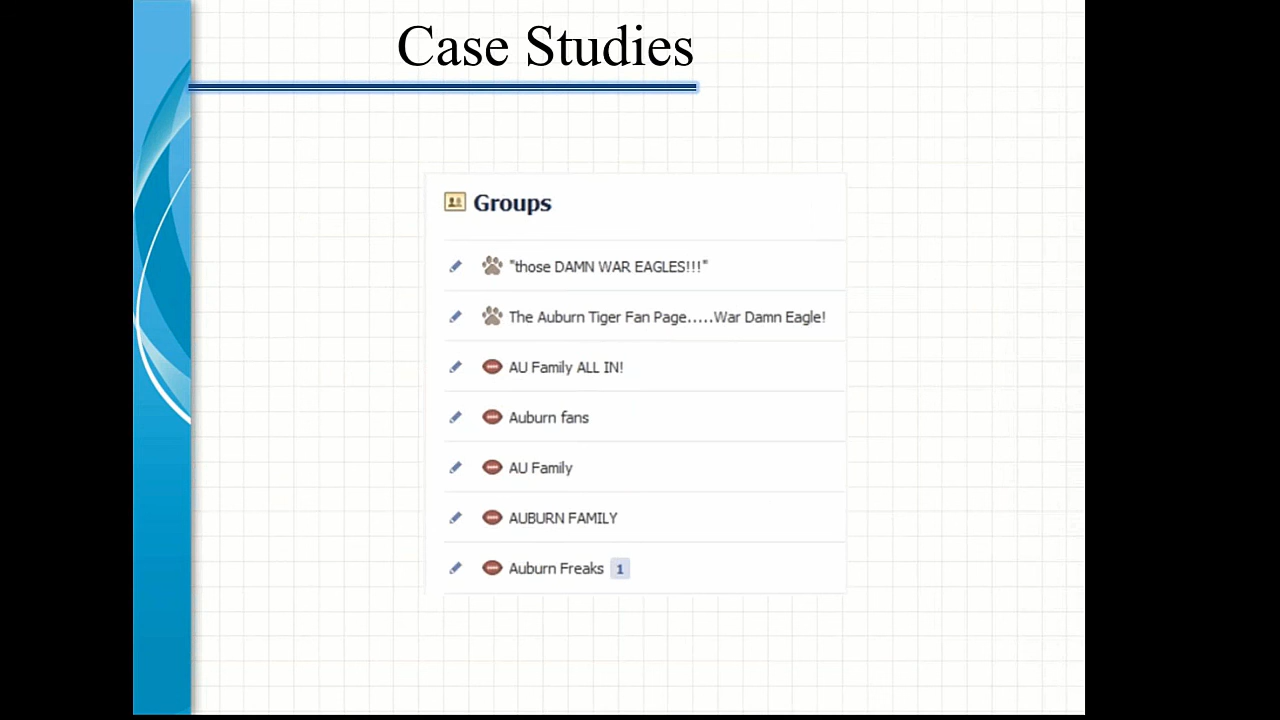 Case Studies
Groups
"those DAMN WAR EAGLES!!!"
The Auburn Tiger Fan Page.....War Damn Eagle!
AU Family ALL IN!
Auburn fans
AU Family
AUBURN FAMILY
Auburn Freaks 1